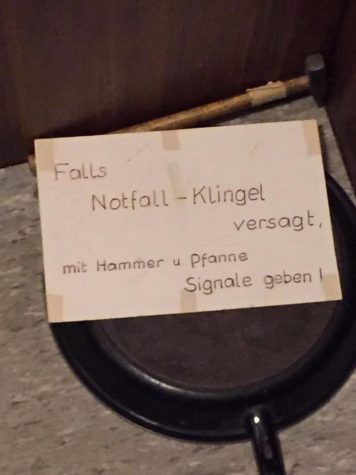 Falls
Notfall - Klingel
versagt,
mit Hammer u Pfanne
Signale geben!